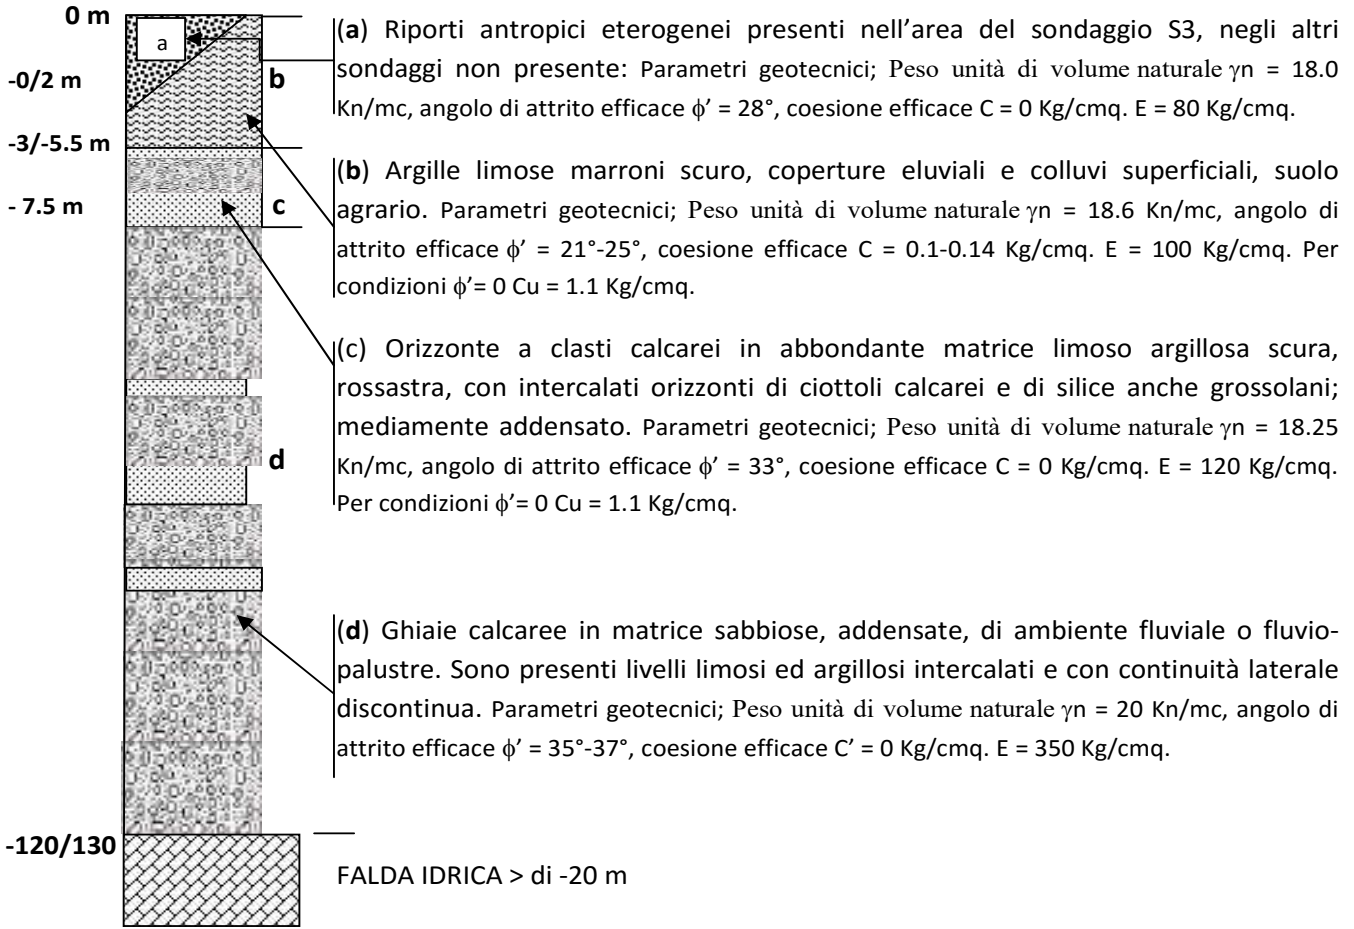 0 m
a
-0/2 m
b
-3/-5.5 m
- 7.5 m
c
d
-120/130
(a) Riporti antropici eterogenei presenti nell’area del sondaggio S3, negli altri
sondaggi non presente: Parametri geotecnici; Peso unità di volume naturale γn = 18.0
Kn/mc, angolo di attrito efficace ϕ’ = 28°, coesione efficace C = 0 Kg/cmq. E = 80 Kg/cmq.
(b) Argille limose marroni scuro, coperture eluviali e colluvi superficiali, suolo
agrario. Parametri geotecnici; Peso unità di volume naturale γn = 18.6 Kn/mc, angolo di
attrito efficace ϕ’ = 21°-25°, coesione efficace C = 0.1-0.14 Kg/cmq. E = 100 Kg/cmq. Per
condizioni ϕ’= 0 Cu = 1.1 Kg/cmq.
(c) Orizzonte a clasti calcarei in abbondante matrice limoso argillosa scura,
rossastra, con intercalati orizzonti di ciottoli calcarei e di silice anche grossolani;
mediamente addensato. Parametri geotecnici; Peso unità di volume naturale γn = 18.25
Kn/mc, angolo di attrito efficace ϕ’ = 33°, coesione efficace C = 0 Kg/cmq. E = 120 Kg/cmq.
Per condizioni ϕ’= 0 Cu = 1.1 Kg/cmq.
(d) Ghiaie calcaree in matrice sabbiose, addensate, di ambiente fluviale o fluvio-
palustre. Sono presenti livelli limosi ed argillosi intercalati e con continuità laterale
discontinua. Parametri geotecnici; Peso unità di volume naturale γn = 20 Kn/mc, angolo di
attrito efficace ϕ’ = 35°-37°, coesione efficace C’ = 0 Kg/cmq. E = 350 Kg/cmq.
FALDA IDRICA > di -20 m